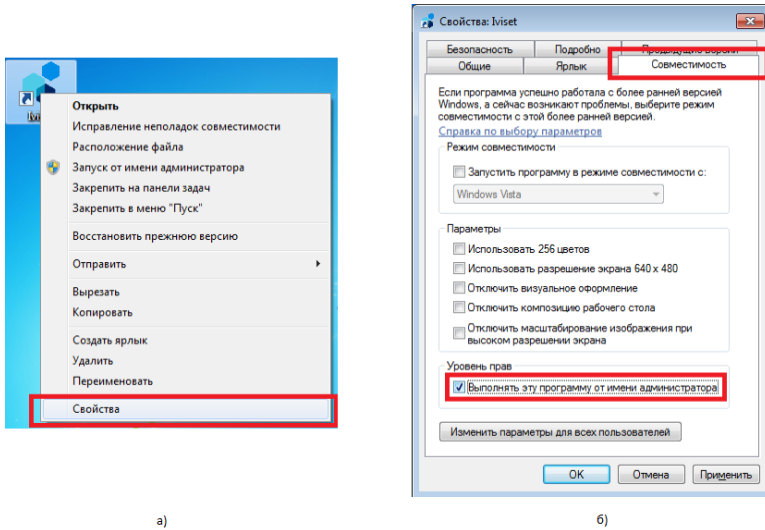 Открыть
Исправление неполадок совместимости
Расположение файла
Запуск от имени администратора
Закрепить на панели задач
Закрепить в меню "Пуск"
Восстановить прежнюю версию
Отправить
Вырезать
Копировать
Создать ярлык
Удалить
Переименовать
Свойства
а)
Свойства: Iviset
Безопасность
Подробно
Предыдущие версии
Общие
Ярлык
Совместимость
Если программа успешно работала с более ранней версией
Windows, а сейчас возникают проблемы, выберите режим
совместимости с этой более ранней версией.
Справка по выбору параметров
Режим совместимости
Запустить программу в режиме совместимости с:
Windows Vista
Параметры
Использовать 256 цветов
Использовать разрешение экрана 640 x 480
Отключить визуальное оформление
Отключить композицию рабочего стола
Отключить масштабирование изображения при
высоком разрешении экрана
Уровень прав
Выполнять эту программу от имени администратора
Изменить параметры для всех пользователей
ОК
Отмена
Применить
б)